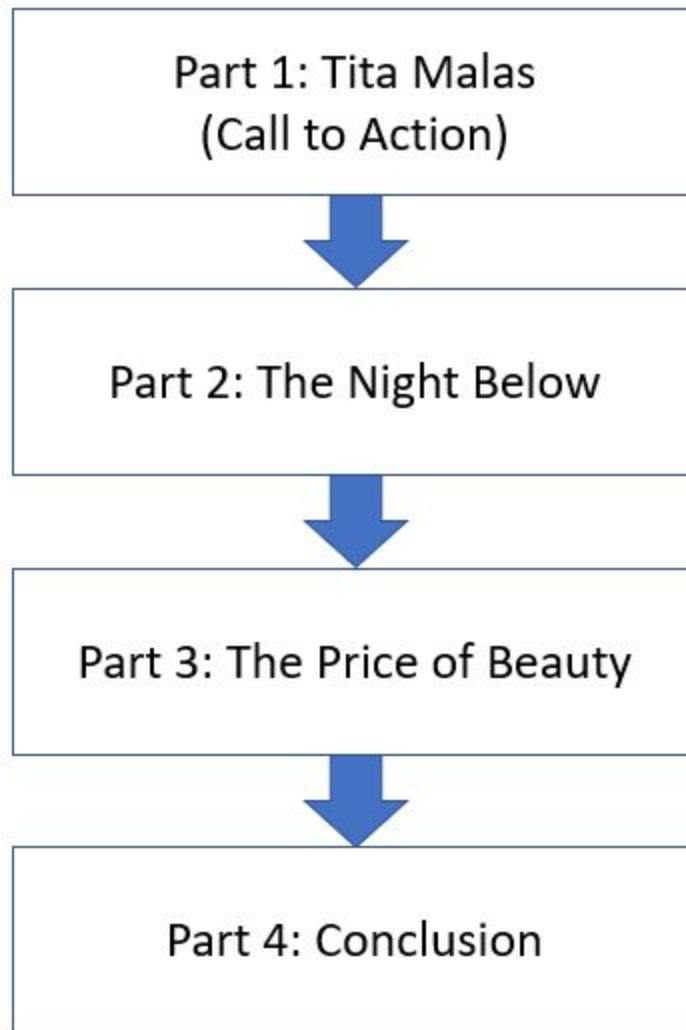 Part 1: Tita Malas
(Call to Action)
Part 2: The Night Below
Part 3: The Price of Beauty
Part 4: Conclusion